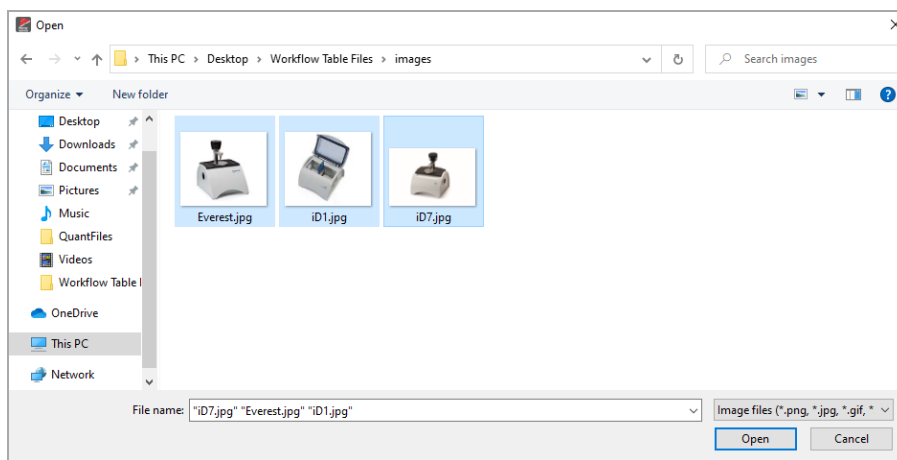 Open
This PC > Desktop > Workflow Table Files > images
Search images
Organize
New folder
Desktop
Downloads
Documents
Pictures
Music
QuantFiles
Videos
Workflow Table
OneDrive
This PC
Network
Everest.jpg
iD1.jpg
iD7.jpg
File name: "iD7.jpg" "Everest.jpg" "iD1.jpg"
Image files (*.png, *.jpg, *.gif, *
Open
Cancel